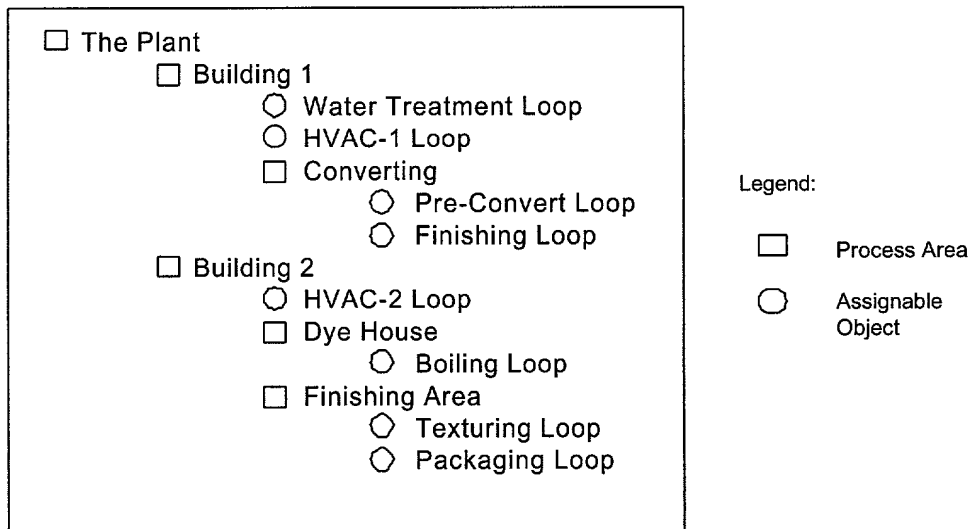 The Plant
Building 1
Water Treatment Loop
HVAC-1 Loop
Converting
Pre-Convert Loop
Finishing Loop
Building 2
HVAC-2 Loop
Dye House
Boiling Loop
Finishing Area
Texturing Loop
Packaging Loop
Legend:
Process Area
Assignable
Object